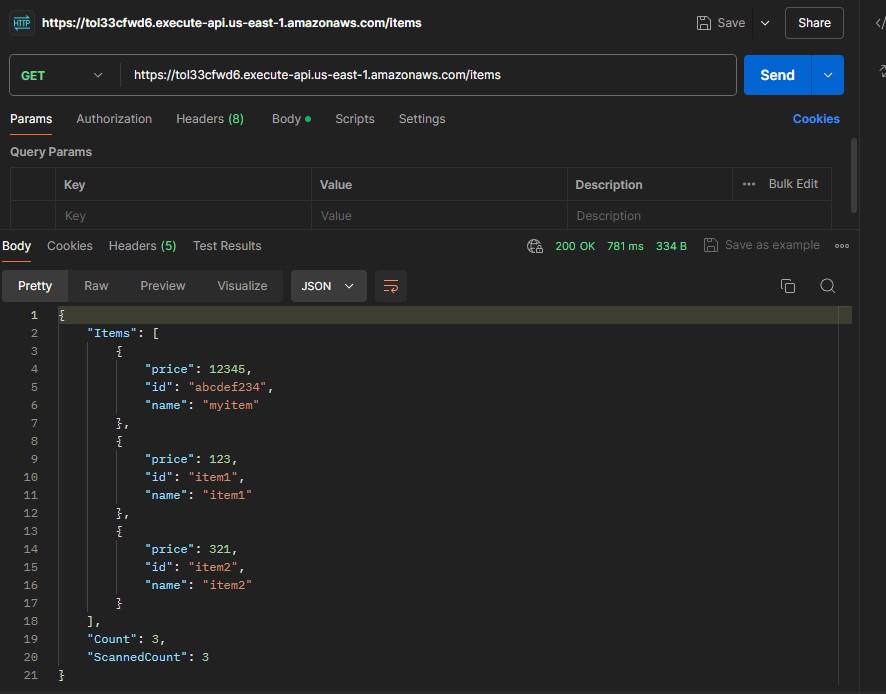 HTTP https://tol33cfwd6.execute-api.us-east-1.amazonaws.com/items Save Share
GET https://tol33cfwd6.execute-api.us-east-1.amazonaws.com/items Send
Params Authorization Headers (8) Body Scripts Settings Cookies
Query Params
Key Value Description ••• Bulk Edit
Key Value Description
Body Cookies Headers (5) Test Results 200 OK 781 ms 334 B Save as example
Pretty Raw Preview Visualize JSON
1 {
2 "Items": [
3 {
4 "price": 12345,
5 "id": "abcdef234",
6 "name": "myitem"
7 },
8 {
9 "price": 123,
10 "id": "item1",
11 "name": "item1"
12 },
13 {
14 "price": 321,
15 "id": "item2",
16 "name": "item2"
17 }
18 ],
19 "Count": 3,
20 "ScannedCount": 3
21 }